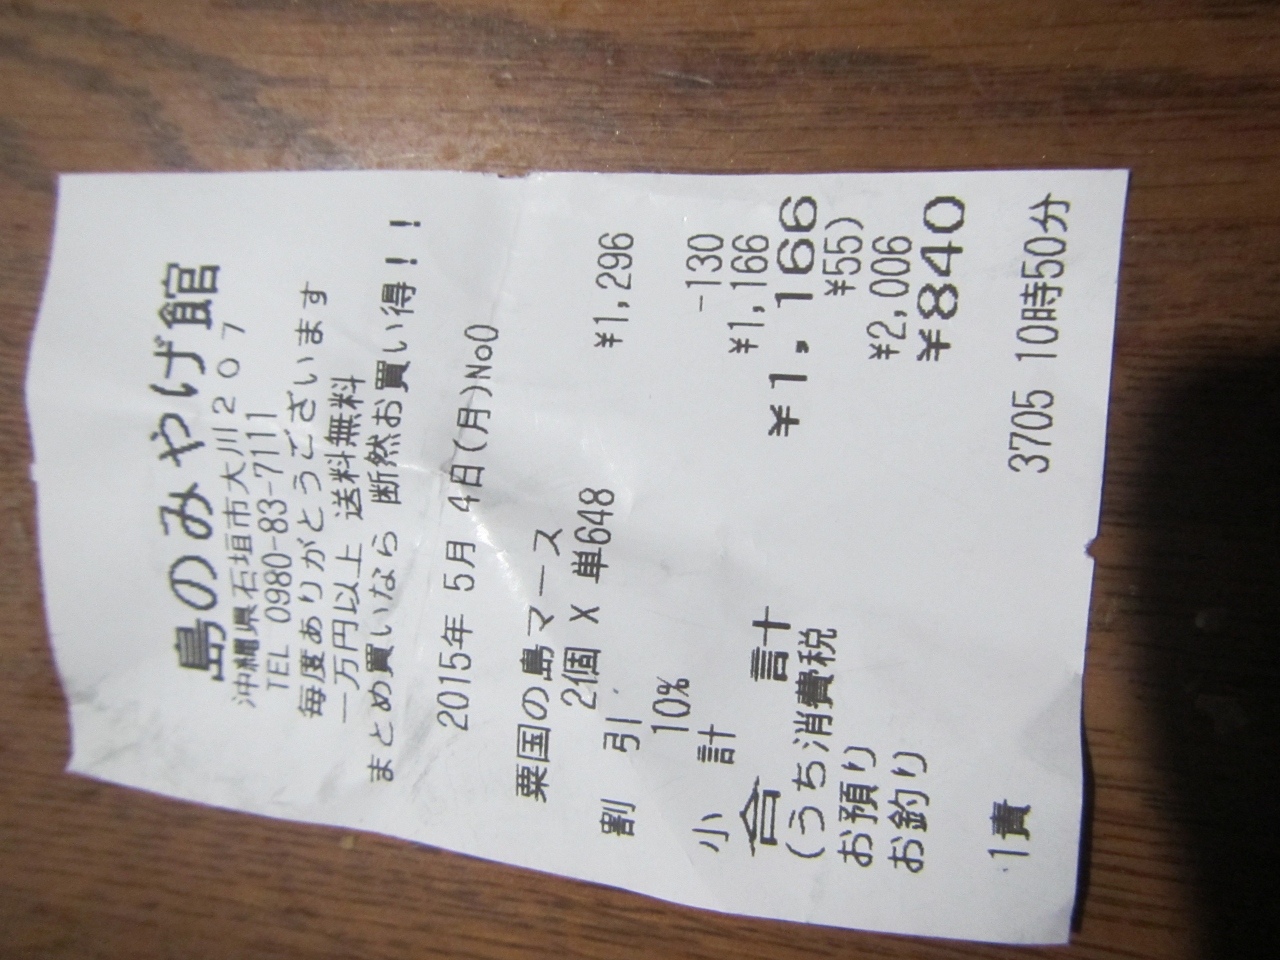 島のみやげ館
沖縄県石垣市大川２０７
TEL 0980-83-7111
毎度ありがとうございます
一万円以上 送料無料
まとめ買いなら 断然お買い得！！
2015年 5月 4日(月)No0
粟国の島マース
2個 X 単648 ¥1,296
割 引
10% -130
小 計 ¥1,166
合 計 ¥1,166
(うち消費税 ¥55)
お預り ¥2,006
お釣り ¥840
1責 3705 10時50分